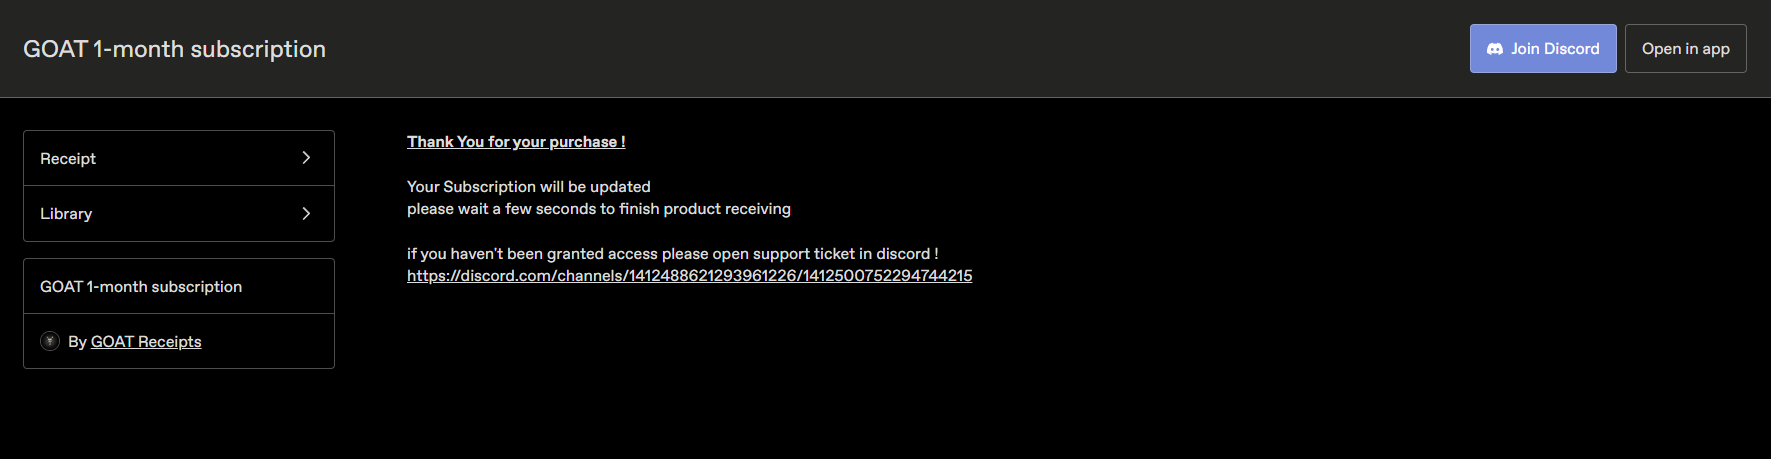 GOAT 1-month subscription
Join Discord
Open in app
Receipt
Library
GOAT 1-month subscription
By GOAT Receipts
Thank You for your purchase !
Your Subscription will be updated
please wait a few seconds to finish product receiving
if you haven't been granted access please open support ticket in discord !
https://discord.com/channels/1412488621293961226/1412500752294744215